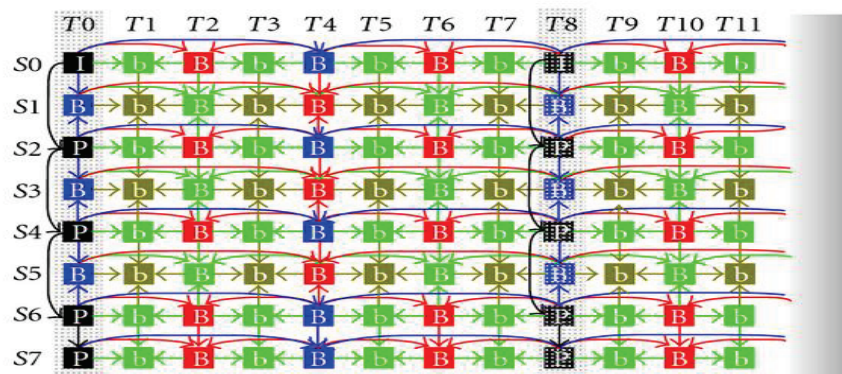 T0 T1 T2 T3 T4 T5 T6 T7 T8 T9 T10 T11
S0 I b B b B b B b I b B b
S1 B b B b B b B b B b B b
S2 P b B b B b B b P b B b
S3 B b B b B b B b B b B b
S4 P b B b B b B b P b B b
S5 B b B b B b B b B b B b
S6 P b B b B b B b P b B b
S7 P b B b B b B b P b B b